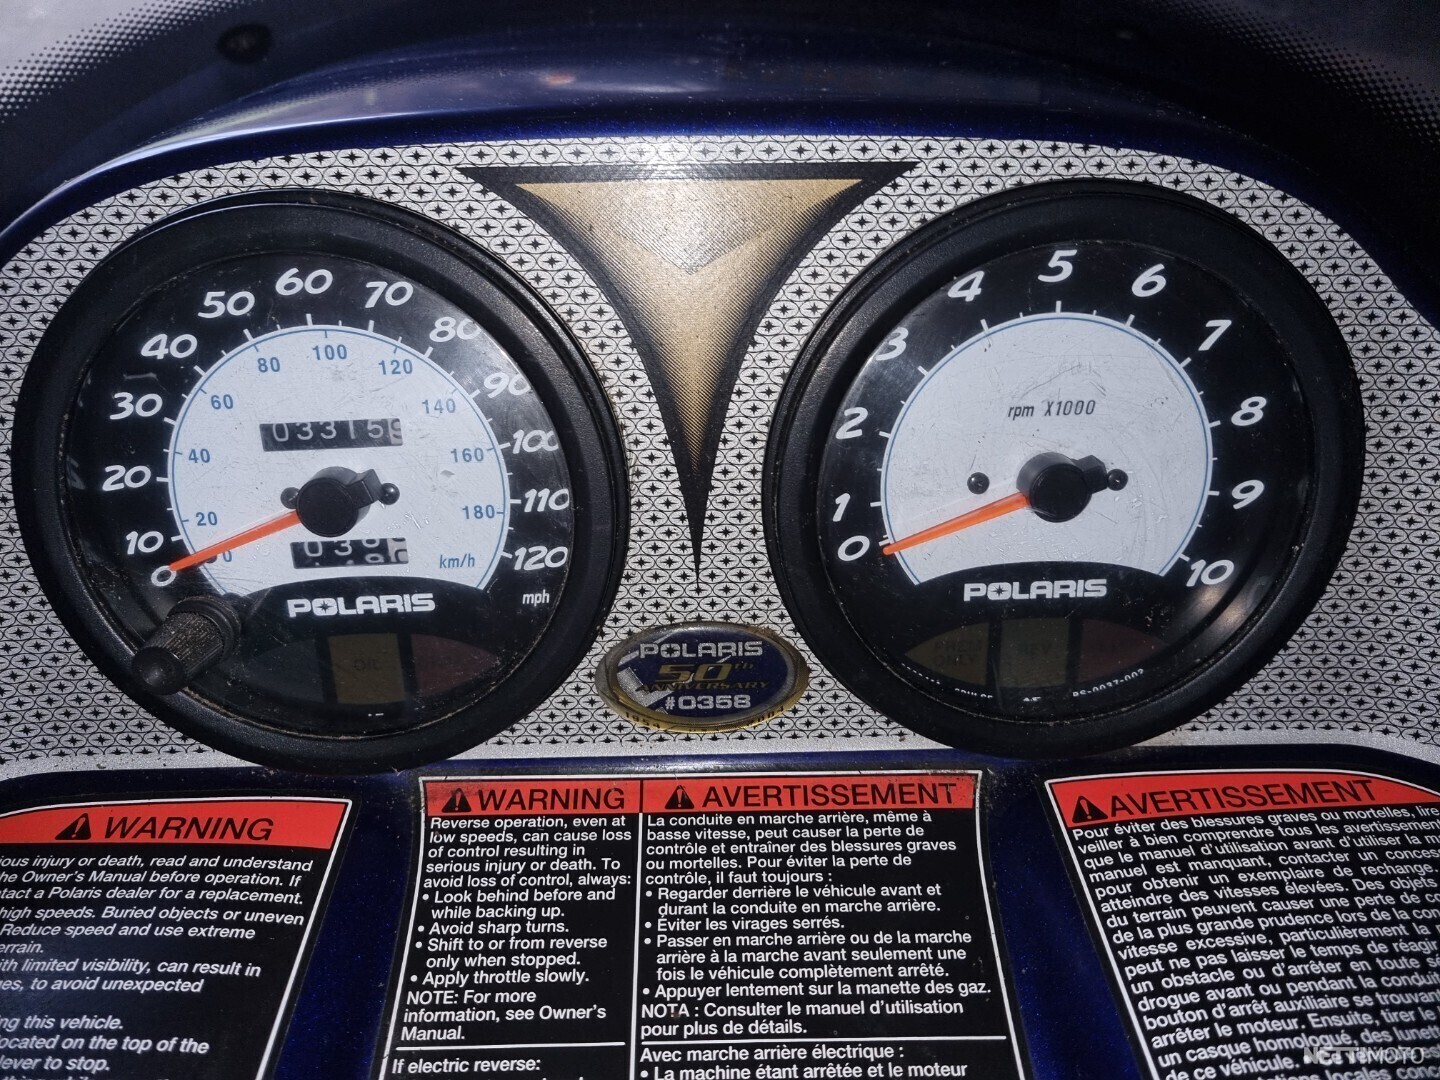 0
10
20
30
40
50
60
70
80
90
100
110
120
mph
20
40
60
80
100
120
140
160
180
km/h
POLARIS
OIL
0
1
2
3
4
5
6
7
8
9
10
rpm X1000
POLARIS
REV
POLARIS
50th
ANNIVERSARY
#0358
WARNING
ious injury or death, read and understand
he Owner's Manual before operation. If
tact a Polaris dealer for a replacement.
high speeds. Buried objects or uneven
Reduce speed and use extreme
errain.
ith limited visibility, can result in
es, to avoid unexpected
ng this vehicle.
located on the top of the
lever to stop.
WARNING
Reverse operation, even at
low speeds, can cause loss
of control resulting in
serious injury or death. To
avoid loss of control, always:
• Look behind before and
while backing up.
• Avoid sharp turns.
• Shift to or from reverse
only when stopped.
• Apply throttle slowly.
NOTE: For more
information, see Owner's
Manual.
If electric reverse:
AVERTISSEMENT
La conduite en marche arrière, même à
basse vitesse, peut causer la perte de
contrôle et entraîner des blessures graves
ou mortelles. Pour éviter la perte de
contrôle, il faut toujours :
• Regarder derrière le véhicule avant et
durant la conduite en marche arrière.
• Éviter les virages serrés.
• Passer en marche arrière ou de la marche
arrière à la marche avant seulement une
fois le véhicule complètement arrêté.
• Appuyer lentement sur la manette des gaz.
NOTA : Consulter le manuel d'utilisation
pour plus de détails.
Avec marche arrière électrique :
• La machine étant arrêtée et le moteur
AVERTISSEMENT
Pour éviter des blessures graves ou mortelles, lire
veiller à bien comprendre tous les avertissement
que le manuel d'utilisation avant d'utiliser la m
manuel est manquant, contacter un concess
pour obtenir un exemplaire de rechange.
atteindre des vitesses élevées. Des objets
du terrain peuvent causer une perte de co
de la plus grande prudence lors de la con
vitesse excessive, particulièrement la
peut ne pas laisser le temps de réagir
un obstacle ou d'arrêter en toute sé
drogue avant ou pendant la conduit
bouton d'arrêt auxiliaire se trouvan
arrêter le moteur. Ensuite, tirer le
un casque homologué, des lunet
de ce véhicule.
NETTIMOTO